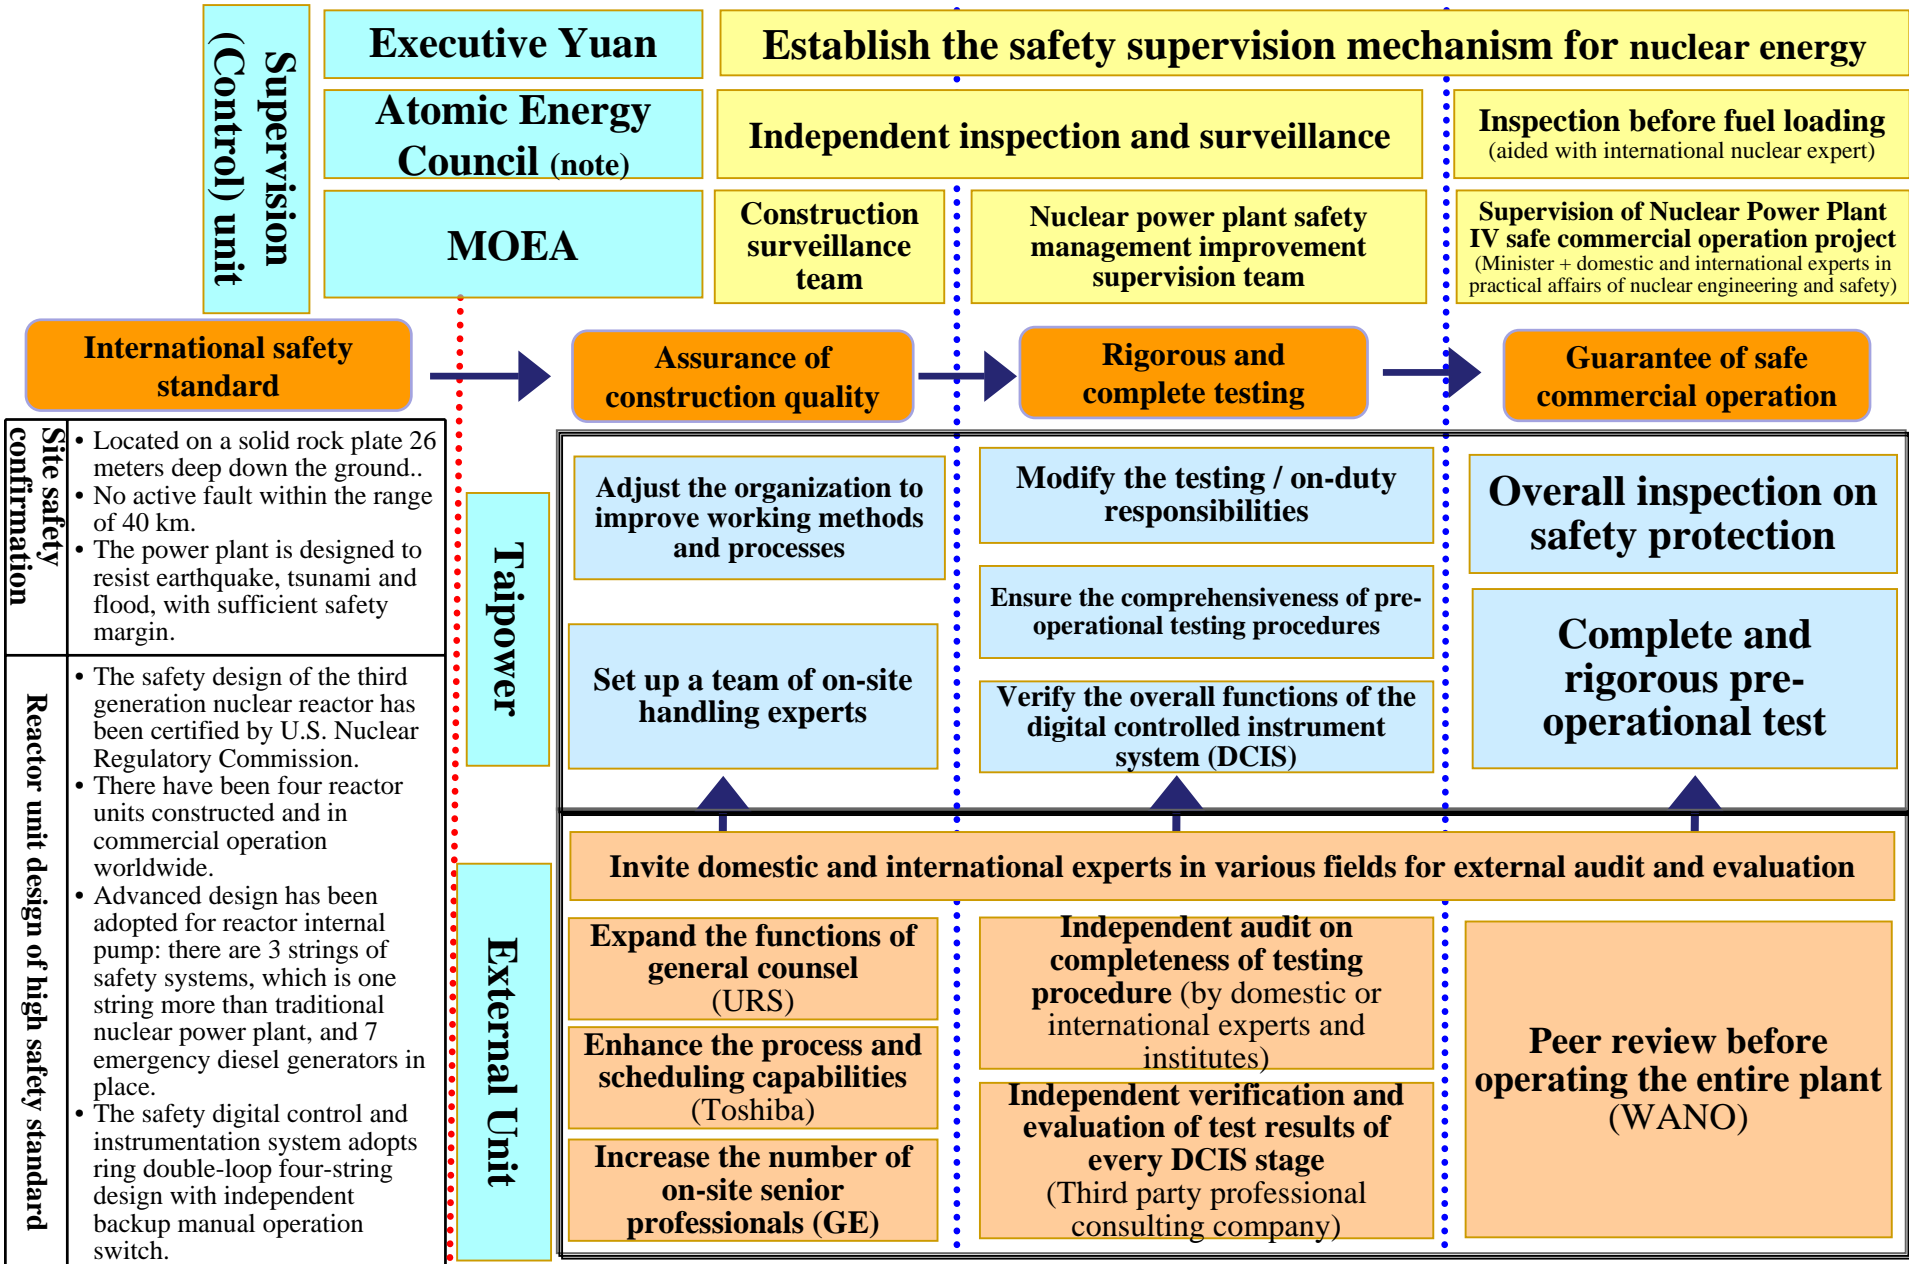 Supervision
(Control) unit
Executive Yuan
Establish the safety supervision mechanism for nuclear energy
Atomic Energy
Council (note)
Independent inspection and surveillance
Inspection before fuel loading
(aided with international nuclear expert)
MOEA
Construction
surveillance
team
Nuclear power plant safety
management improvement
supervision team
Supervision of Nuclear Power Plant
IV safe commercial operation project
(Minister + domestic and international experts in
practical affairs of nuclear engineering and safety)
International safety
standard
Assurance of
construction quality
Rigorous and
complete testing
Guarantee of safe
commercial operation
Site safety
confirmation
• Located on a solid rock plate 26
meters deep down the ground..
• No active fault within the range
of 40 km.
• The power plant is designed to
resist earthquake, tsunami and
flood, with sufficient safety
margin.
Reactor unit design of high safety standard
• The safety design of the third
generation nuclear reactor has
been certified by U.S. Nuclear
Regulatory Commission.
• There have been four reactor
units constructed and in
commercial operation
worldwide.
• Advanced design has been
adopted for reactor internal
pump: there are 3 strings of
safety systems, which is one
string more than traditional
nuclear power plant, and 7
emergency diesel generators in
place.
• The safety digital control and
instrumentation system adopts
ring double-loop four-string
design with independent
backup manual operation
switch.
Taipower
Adjust the organization to
improve working methods
and processes
Set up a team of on-site
handling experts
Modify the testing / on-duty
responsibilities
Ensure the comprehensiveness of pre-
operational testing procedures
Verify the overall functions of the
digital controlled instrument
system (DCIS)
Overall inspection on
safety protection
Complete and
rigorous pre-
operational test
External Unit
Invite domestic and international experts in various fields for external audit and evaluation
Expand the functions of
general counsel
(URS)
Enhance the process and
scheduling capabilities
(Toshiba)
Increase the number of
on-site senior
professionals (GE)
Independent audit on
completeness of testing
procedure (by domestic or
international experts and
institutes)
Independent verification and
evaluation of test results of
every DCIS stage
(Third party professional
consulting company)
Peer review before
operating the entire plant
(WANO)